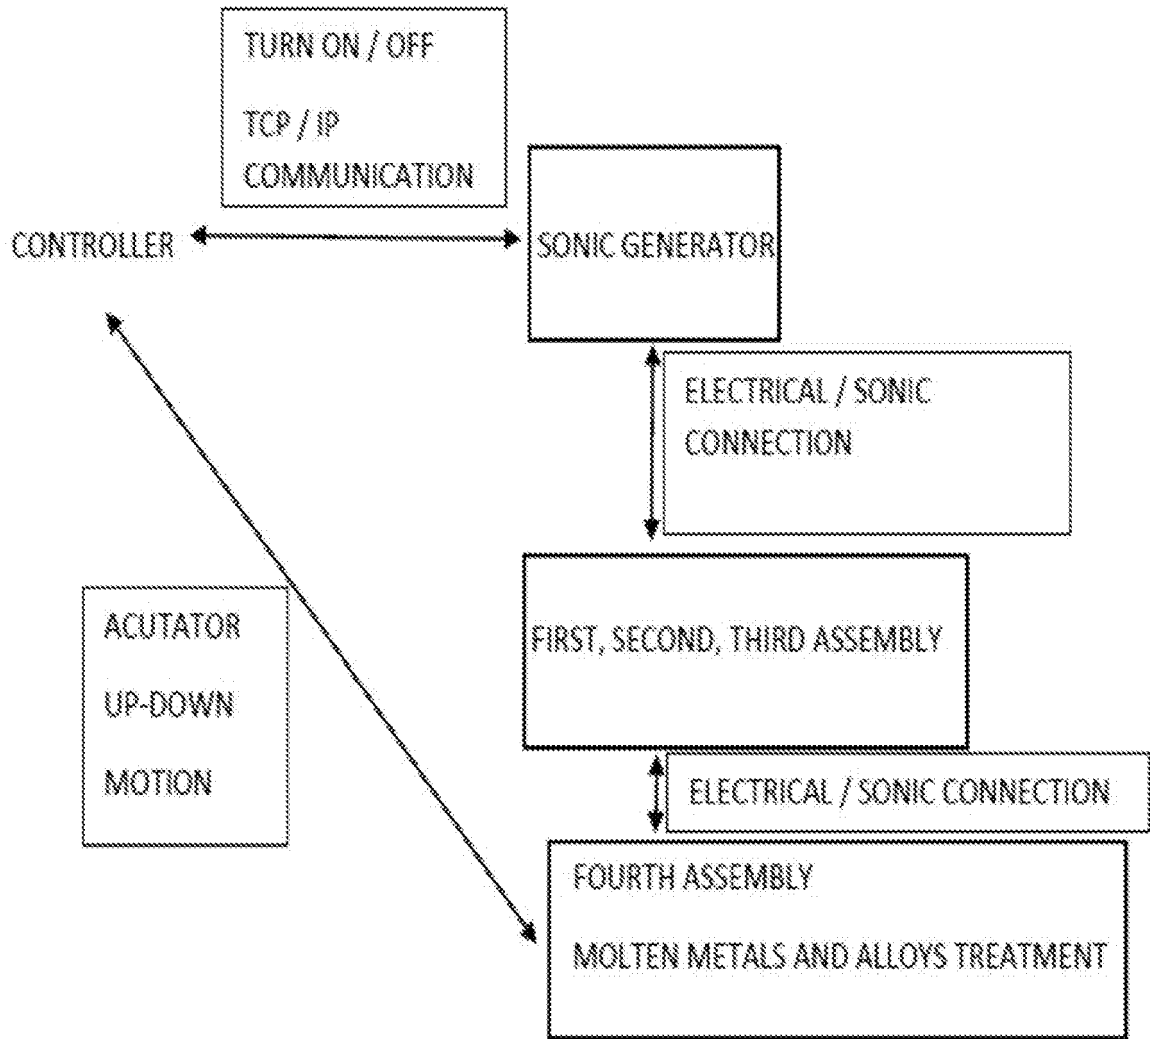 TURN ON / OFF
TCP / IP
COMMUNICATION
CONTROLLER
SONIC GENERATOR
ELECTRICAL / SONIC
CONNECTION
FIRST, SECOND, THIRD ASSEMBLY
ACUTATOR
UP-DOWN
MOTION
ELECTRICAL / SONIC CONNECTION
FOURTH ASSEMBLY
MOLTEN METALS AND ALLOYS TREATMENT